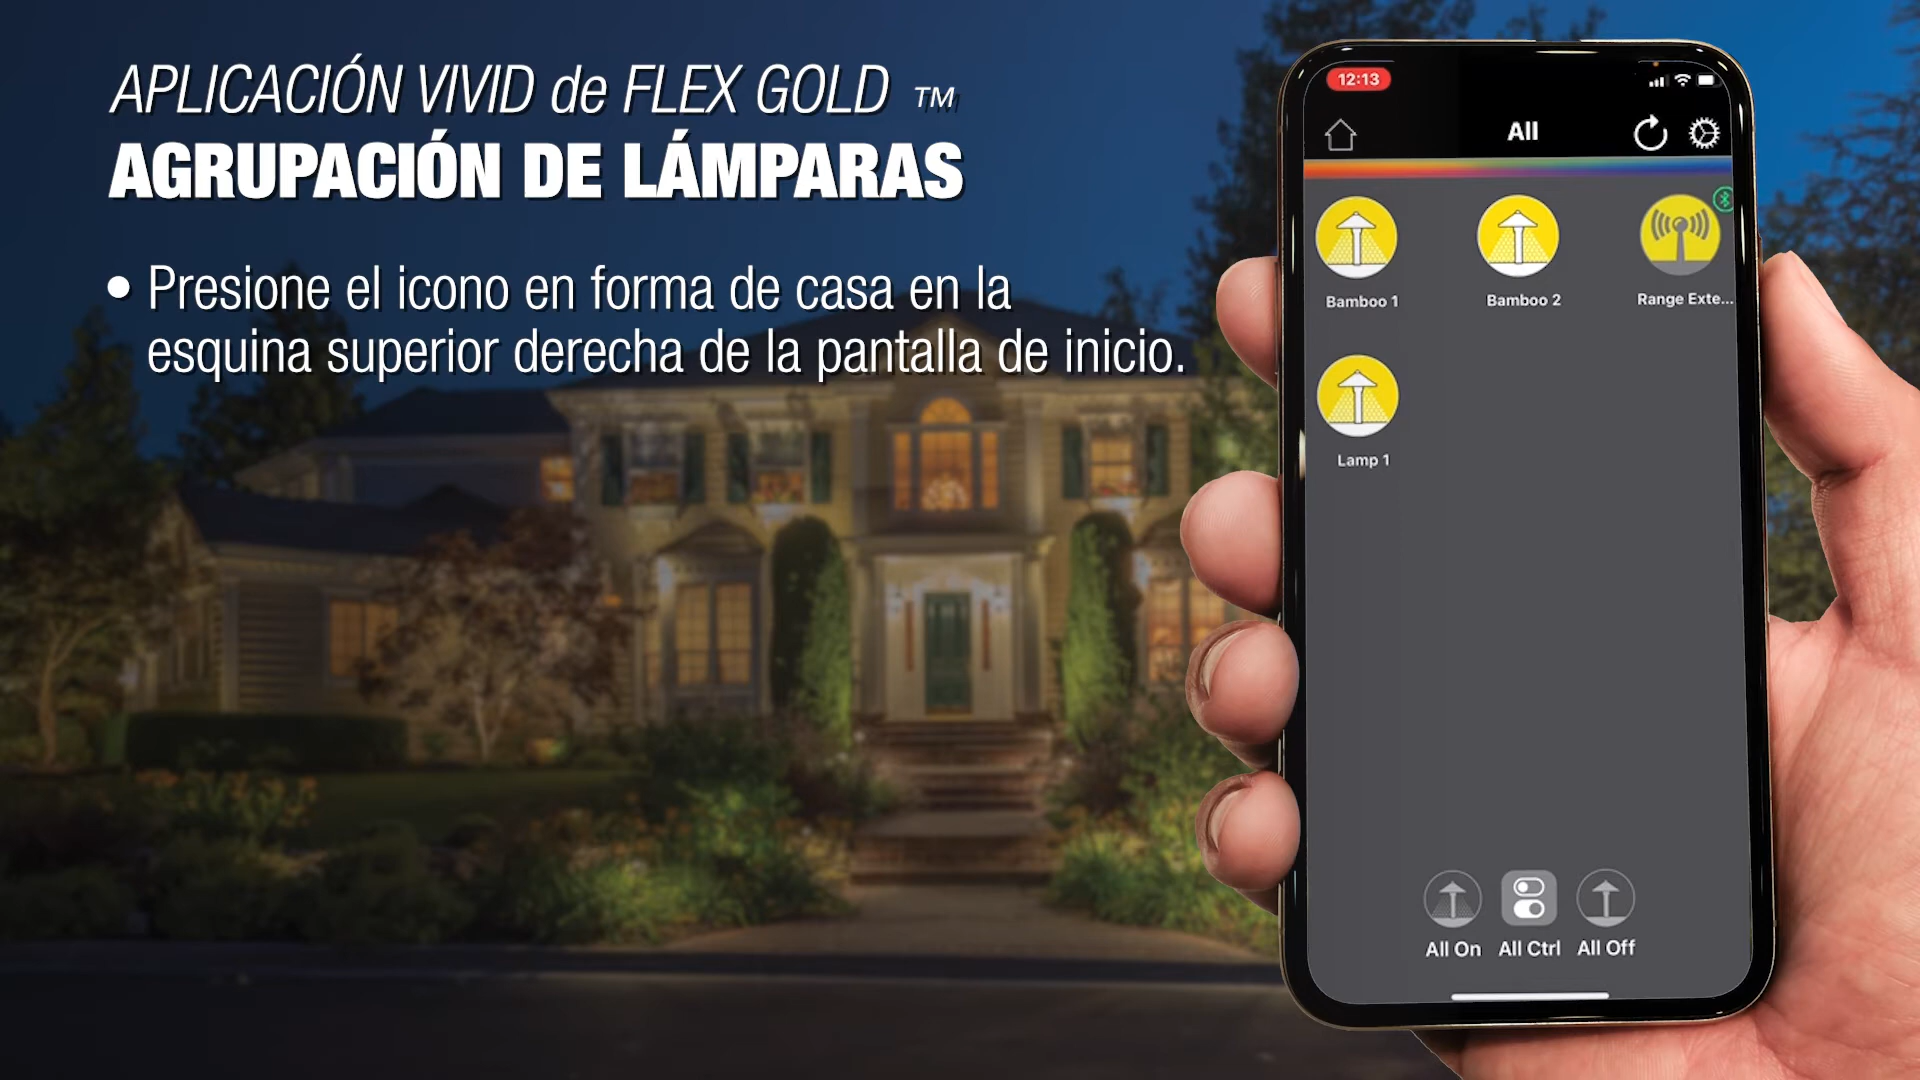 APLICACIÓN VIVID de FLEX GOLD ™
AGRUPACIÓN DE LÁMPARAS
• Presione el icono en forma de casa en la
esquina superior derecha de la pantalla de inicio.
12:13
All
Bamboo 1
Bamboo 2
Range Exte...
Lamp 1
All On
All Ctrl
All Off